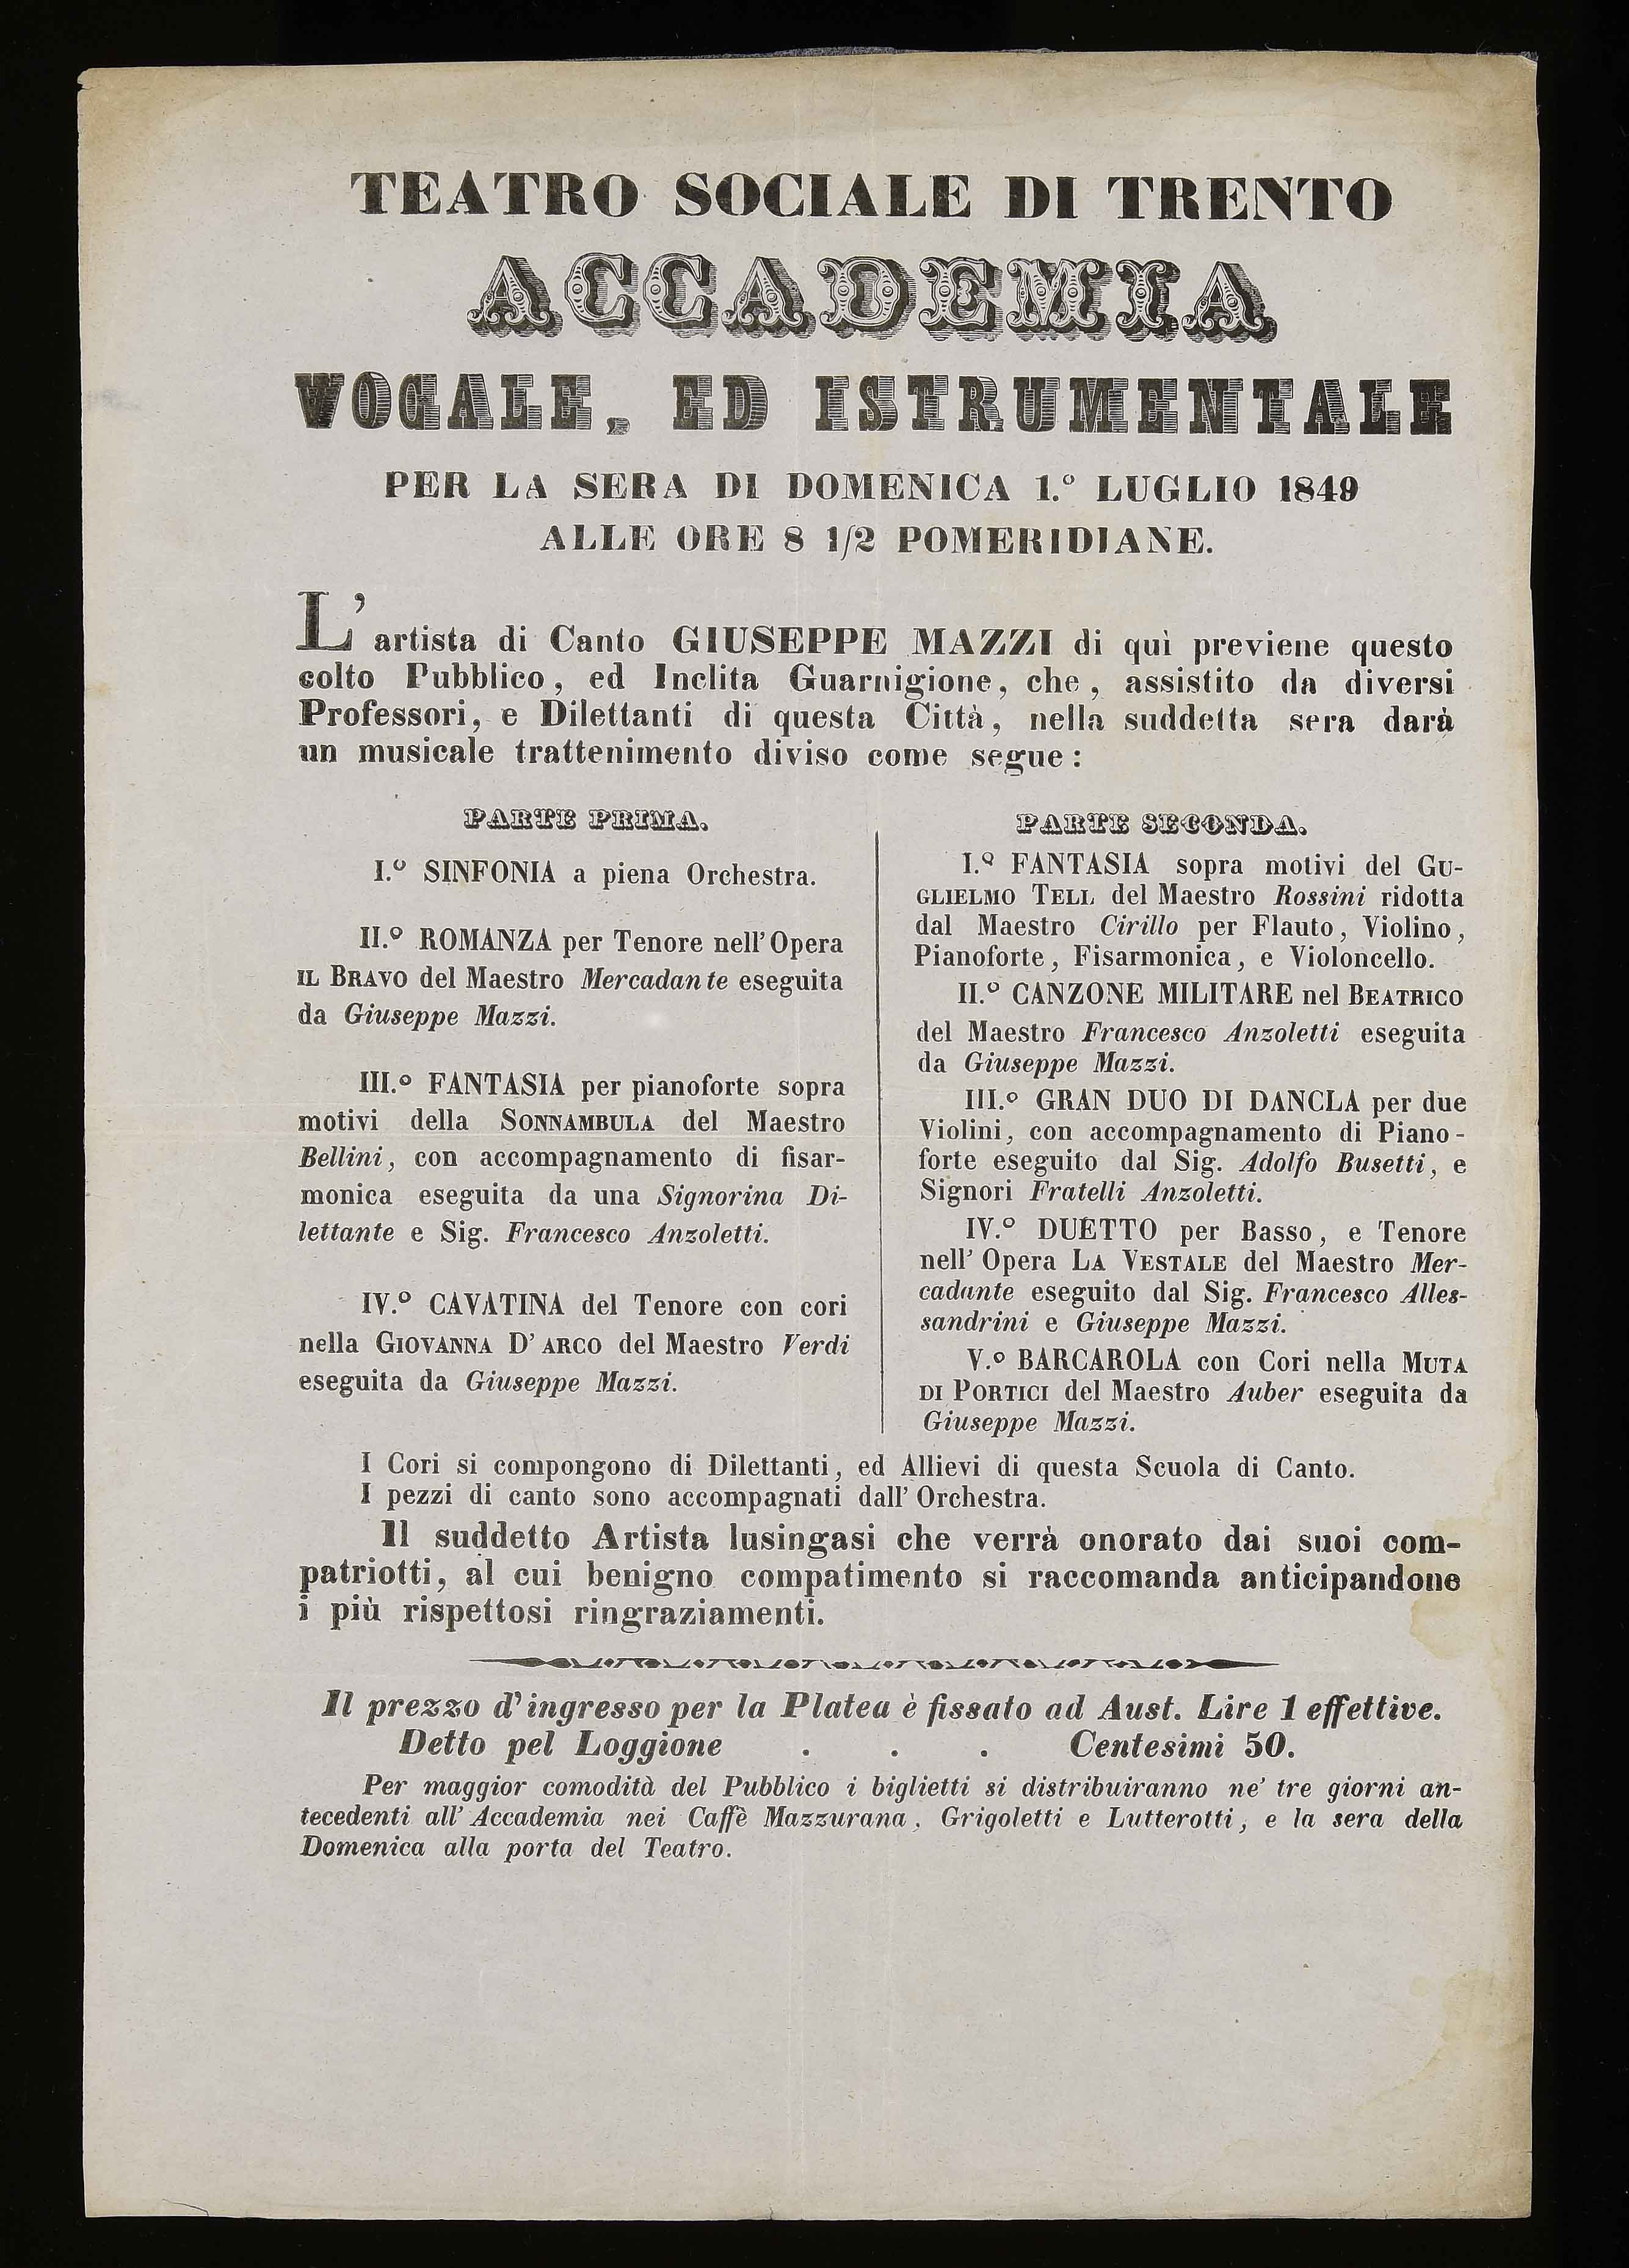 TEATRO SOCIALE DI TRENTO
ACCADEMIA
VOCALE, ED ISTRUMENTALE
PER LA SERA DI DOMENICA 1.º LUGLIO 1849
ALLE ORE 8 1/2 POMERIDIANE.
L' artista di Canto GIUSEPPE MAZZI di quì previene questo
colto Pubblico, ed Inclita Guarnigione, che, assistito da diversi
Professori, e Dilettanti di questa Città, nella suddetta sera darà
un musicale trattenimento diviso come segue:
PARTE PRIMA.
I.º SINFONIA a piena Orchestra.
II.º ROMANZA per Tenore nell' Opera
IL BRAVO del Maestro Mercadante eseguita
da Giuseppe Mazzi.
III.º FANTASIA per pianoforte sopra
motivi della SONNAMBULA del Maestro
Bellini, con accompagnamento di fisar-
monica eseguita da una Signorina Di-
lettante e Sig. Francesco Anzoletti.
IV.º CAVATINA del Tenore con cori
nella GIOVANNA D' ARCO del Maestro Verdi
eseguita da Giuseppe Mazzi.
PARTE SECONDA.
I.º FANTASIA sopra motivi del GU-
GLIELMO TELL del Maestro Rossini ridotta
dal Maestro Cirillo per Flauto, Violino,
Pianoforte, Fisarmonica, e Violoncello.
II.º CANZONE MILITARE nel BEATRICO
del Maestro Francesco Anzoletti eseguita
da Giuseppe Mazzi.
III.º GRAN DUO DI DANCLA per due
Violini, con accompagnamento di Piano-
forte eseguito dal Sig. Adolfo Busetti, e
Signori Fratelli Anzoletti.
IV.º DUETTO per Basso, e Tenore
nell' Opera LA VESTALE del Maestro Mer-
cadante eseguito dal Sig. Francesco Alles-
sandrini e Giuseppe Mazzi.
V.º BARCAROLA con Cori nella MUTA
DI PORTICI del Maestro Auber eseguita da
Giuseppe Mazzi.
I Cori si compongono di Dilettanti, ed Allievi di questa Scuola di Canto.
I pezzi di canto sono accompagnati dall' Orchestra.
Il suddetto Artista lusingasi che verrà onorato dai suoi com-
patriotti, al cui benigno compatimento si raccomanda anticipandone
i più rispettosi ringraziamenti.
Il prezzo d'ingresso per la Platea è fissato ad Aust. Lire 1 effettive.
Detto pel Loggione . . . Centesimi 50.
Per maggior comodità del Pubblico i biglietti si distribuiranno ne' tre giorni an-
tecedenti all' Accademia nei Caffè Mazzurana, Grigoletti e Lutterotti, e la sera della
Domenica alla porta del Teatro.